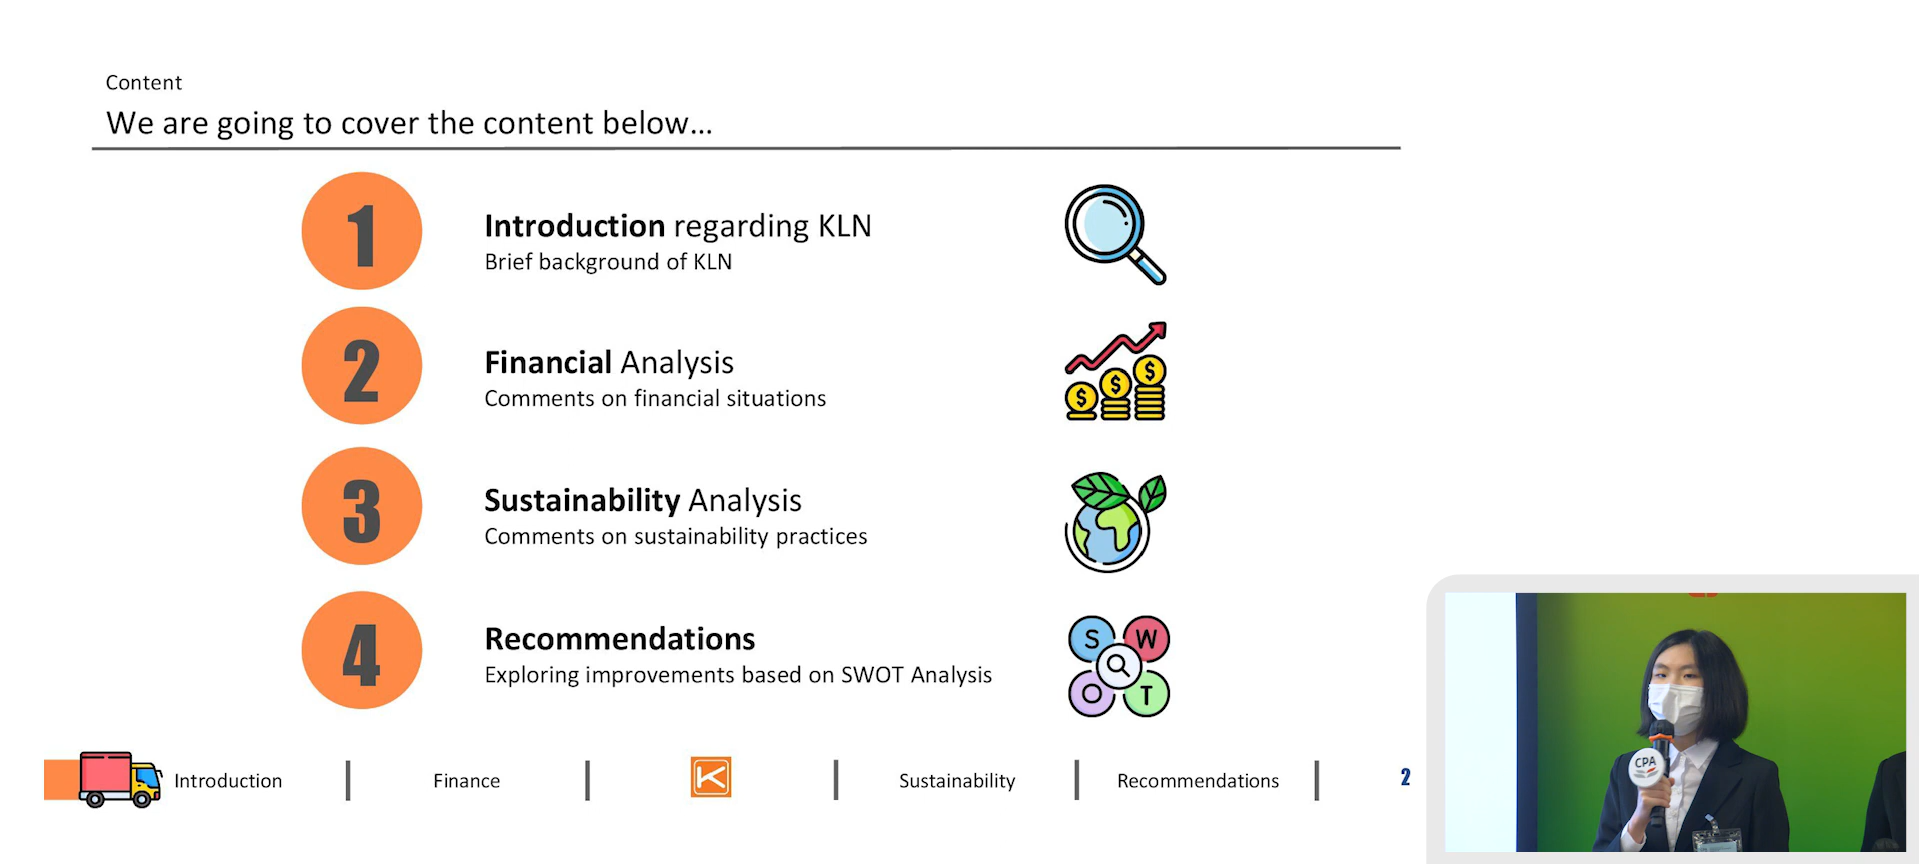 Content
We are going to cover the content below...
1
Introduction regarding KLN
Brief background of KLN
2
Financial Analysis
Comments on financial situations
$ $ $
3
Sustainability Analysis
Comments on sustainability practices
4
Recommendations
Exploring improvements based on SWOT Analysis
S W
O T
Introduction | Finance | Sustainability | Recommendations | 2
CPA